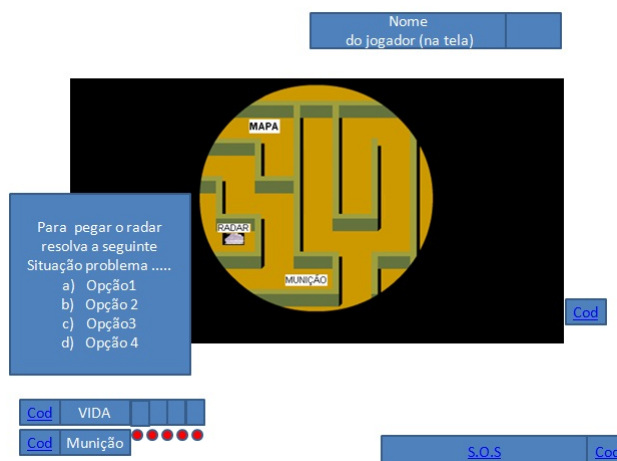 Nome
do jogador (na tela)
MAPA
RADAR
MUNIÇÃO
Para pegar o radar
resolva a seguinte
Situação problema .....
a) Opção1
b) Opção 2
c) Opção3
d) Opção 4
Cod
Cod VIDA
Cod Munição
S.O.S Cod